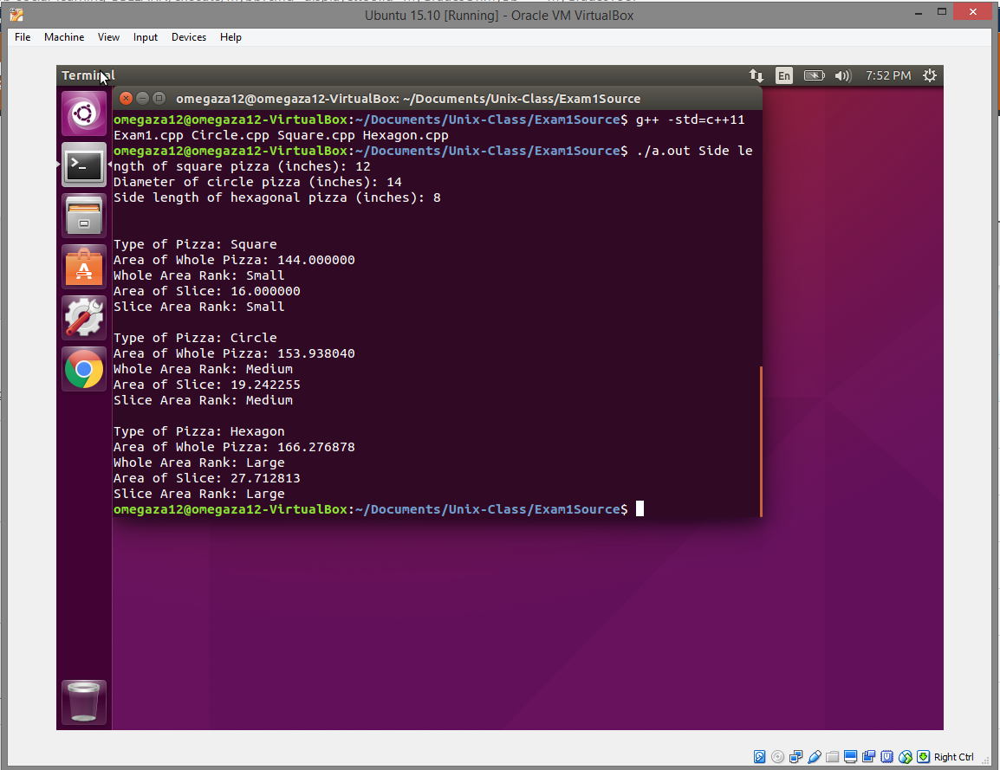 Ubuntu 15.10 [Running] - Oracle VM VirtualBox
File Machine View Input Devices Help
Terminal
En
7:52 PM
omegaza12@omegaza12-VirtualBox: ~/Documents/Unix-Class/Exam1Source
omegaza12@omegaza12-VirtualBox:~/Documents/Unix-Class/Exam1Source$ g++ -std=c++11
Exam1.cpp Circle.cpp Square.cpp Hexagon.cpp
omegaza12@omegaza12-VirtualBox:~/Documents/Unix-Class/Exam1Source$ ./a.out Side le
ngth of square pizza (inches): 12
Diameter of circle pizza (inches): 14
Side length of hexagonal pizza (inches): 8
Type of Pizza: Square
Area of Whole Pizza: 144.000000
Whole Area Rank: Small
Area of Slice: 16.000000
Slice Area Rank: Small
Type of Pizza: Circle
Area of Whole Pizza: 153.938040
Whole Area Rank: Medium
Area of Slice: 19.242255
Slice Area Rank: Medium
Type of Pizza: Hexagon
Area of Whole Pizza: 166.276878
Whole Area Rank: Large
Area of Slice: 27.712813
Slice Area Rank: Large
omegaza12@omegaza12-VirtualBox:~/Documents/Unix-Class/Exam1Source$
Right Ctrl